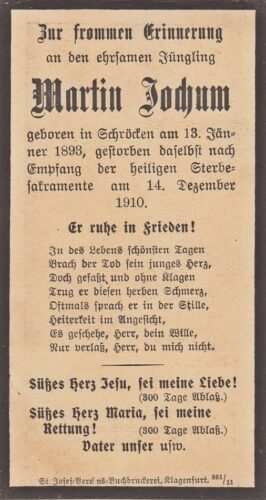 Zur frommen Erinnerung
an den ehrsamen Jüngling
Martin Jochum
geboren in Schröcken am 13. Jän-
ner 1893, gestorben daselbst nach
Empfang der heiligen Sterbe-
sakramente am 14. Dezember
1910.
Er ruhe in Frieden!
In des Lebens schönsten Tagen
Brach der Tod sein junges Herz,
Doch gefaßt und ohne Klagen
Trug er diesen herben Schmerz,
Oftmals sprach er in der Stille,
Heiterkeit im Angesicht,
Es geschehe, Herr, dein Wille,
Nur verlaß, Herr, du mich nicht.
Süßes Herz Jesu, sei meine Liebe!
(300 Tage Ablaß.)
Süßes Herz Maria, sei meine
Rettung! (300 Tage Ablaß.)
Vater unser usw.
St. Josef-Vereins-Buchdruckerei, Klagenfurt. 861/11